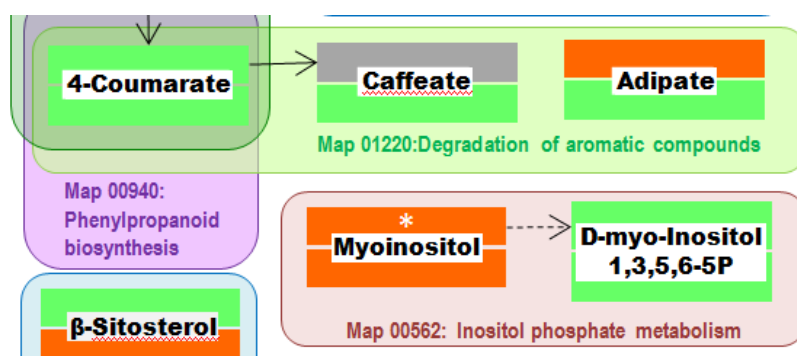 4-Coumarate
Caffeate
Adipate
Map 01220:Degradation of aromatic compounds
Map 00940:
Phenylpropanoid
biosynthesis
*
Myoinositol
D-myo-Inositol
1,3,5,6-5P
Map 00562: Inositol phosphate metabolism
β-Sitosterol